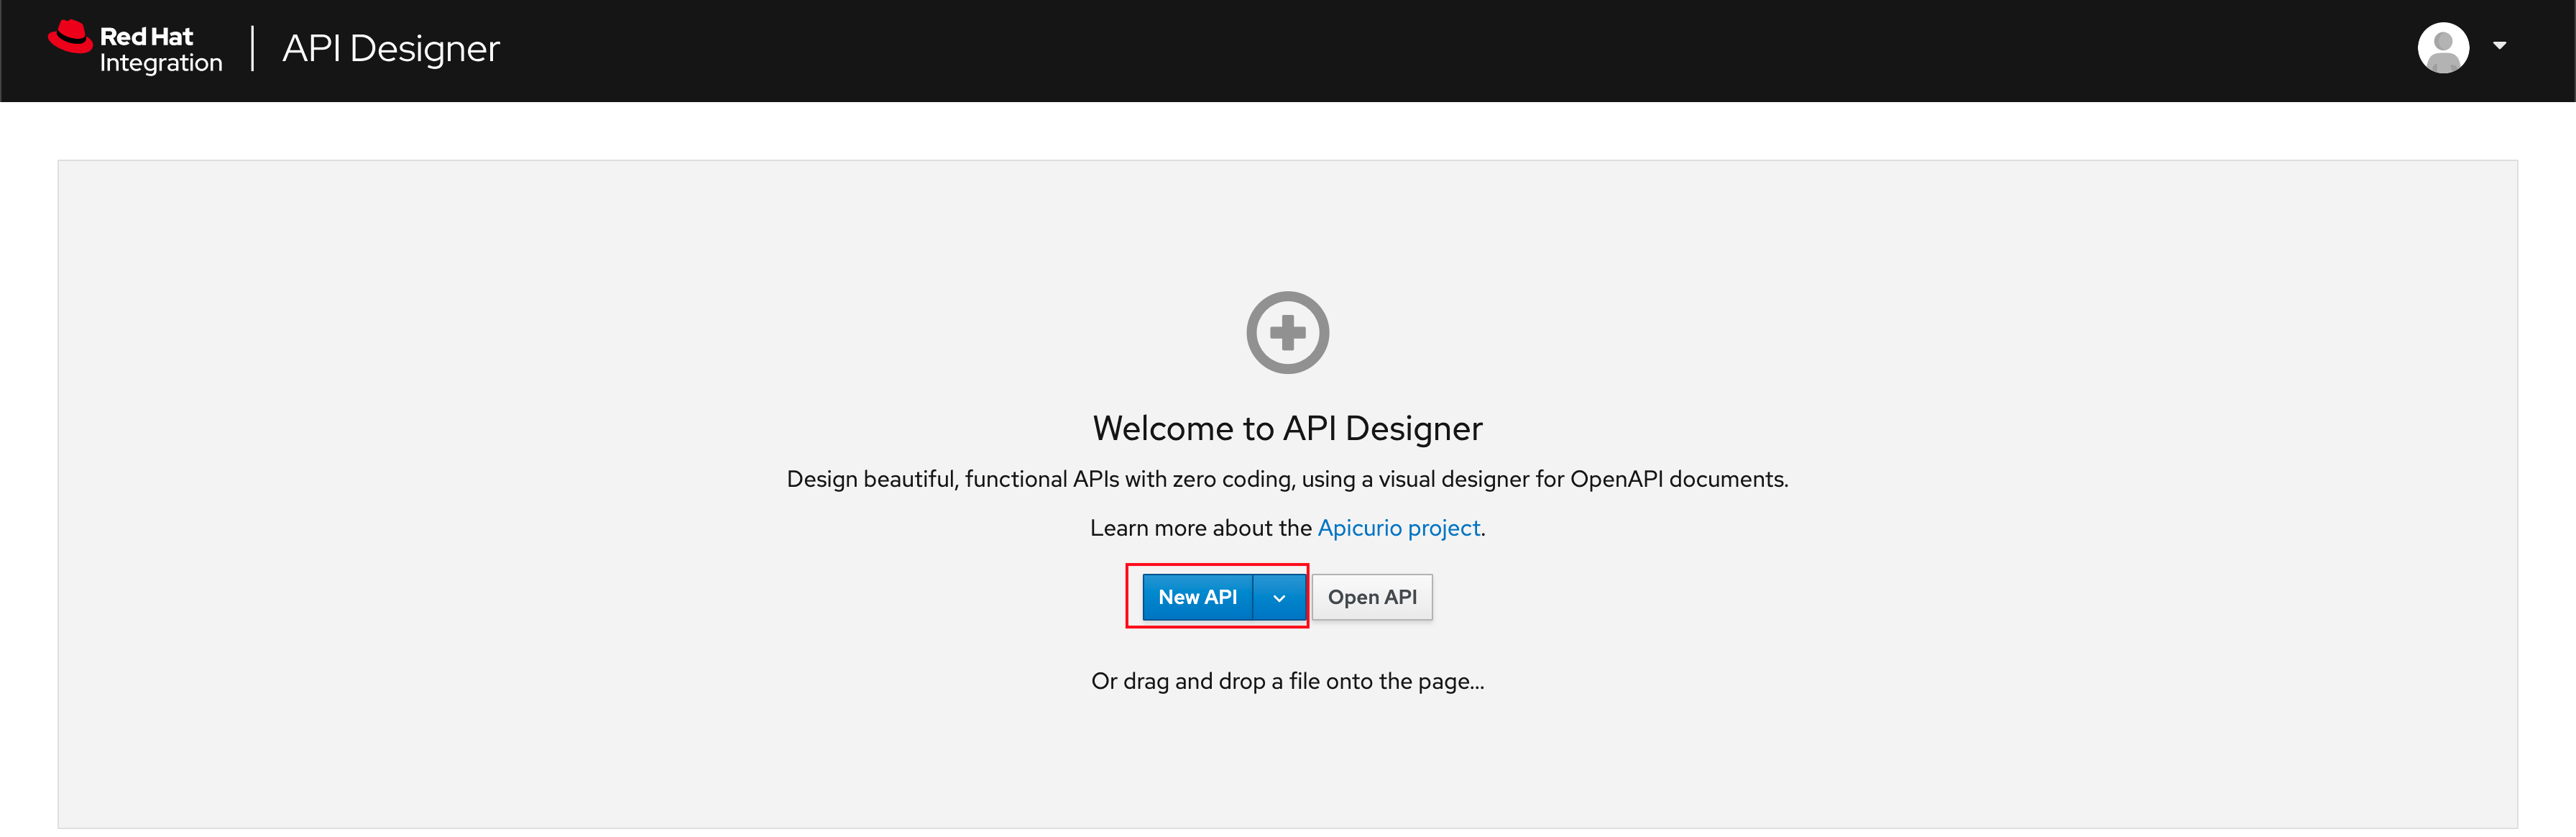 Red Hat
Integration
API Designer
Welcome to API Designer
Design beautiful, functional APIs with zero coding, using a visual designer for OpenAPI documents.
Learn more about the Apicurio project.
New API
Open API
Or drag and drop a file onto the page...